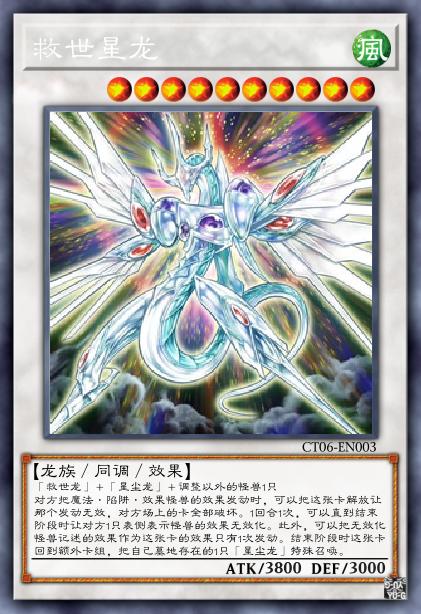 救世星龙
風
CT06-EN003
【龙族／同调／效果】
「救世龙」＋「星尘龙」＋调整以外的怪兽1只
对方把魔法·陷阱·效果怪兽的效果发动时，可以把这张卡解放让
那个发动无效，对方场上的卡全部破坏。1回合1次，可以直到结束
阶段时让对方1只表侧表示怪兽的效果无效化。此外，可以把无效化
怪兽记述的效果作为这张卡的效果只有1次发动。结束阶段时这张卡
回到额外卡组，把自己墓地存在的1只「星尘龙」特殊召唤。
ATK/3800 DEF/3000